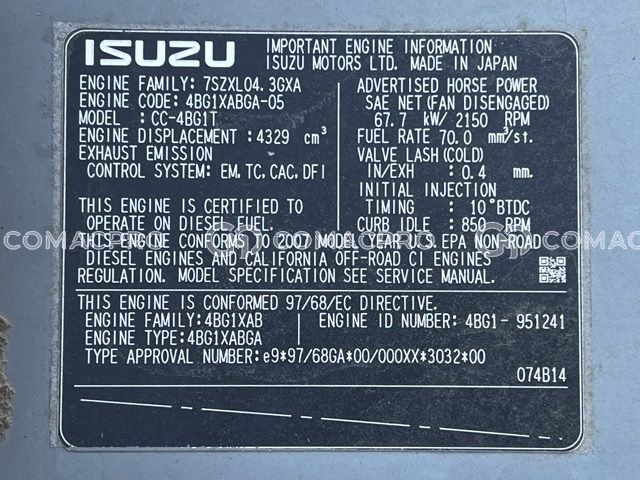 ISUZU
IMPORTANT ENGINE INFORMATION
ISUZU MOTORS LTD. MADE IN JAPAN
ENGINE FAMILY: 7SZXL04.3GXA
ENGINE CODE: 4BG1XABGA-05
MODEL : CC-4BG1T
ENGINE DISPLACEMENT: 4329 cm³
EXHAUST EMISSION
CONTROL SYSTEM: EM, TC, CAC, DFI
ADVERTISED HORSE POWER
SAE NET (FAN DISENGAGED)
67.7 kW/ 2150 RPM
FUEL RATE 70.0 mm³/st.
VALVE LASH (COLD)
IN/EXH : 0.4 mm.
INITIAL INJECTION
TIMING : 10°BTDC
CURB IDLE : 850 RPM
THIS ENGINE IS CERTIFIED TO
OPERATE ON DIESEL FUEL.
THIS ENGINE CONFORMS TO 2007 MODEL YEAR U.S. EPA NON-ROAD
DIESEL ENGINES AND CALIFORNIA OFF-ROAD CI ENGINES
REGULATION. MODEL SPECIFICATION SEE SERVICE MANUAL.
THIS ENGINE IS CONFORMED 97/68/EC DIRECTIVE.
ENGINE FAMILY: 4BG1XAB
ENGINE ID NUMBER: 4BG1- 951241
ENGINE TYPE: 4BG1XABGA
TYPE APPROVAL NUMBER: e9*97/68GA*00/000XX*3032*00
074B14
COMACPRO
COMACPRO
COMACPRO